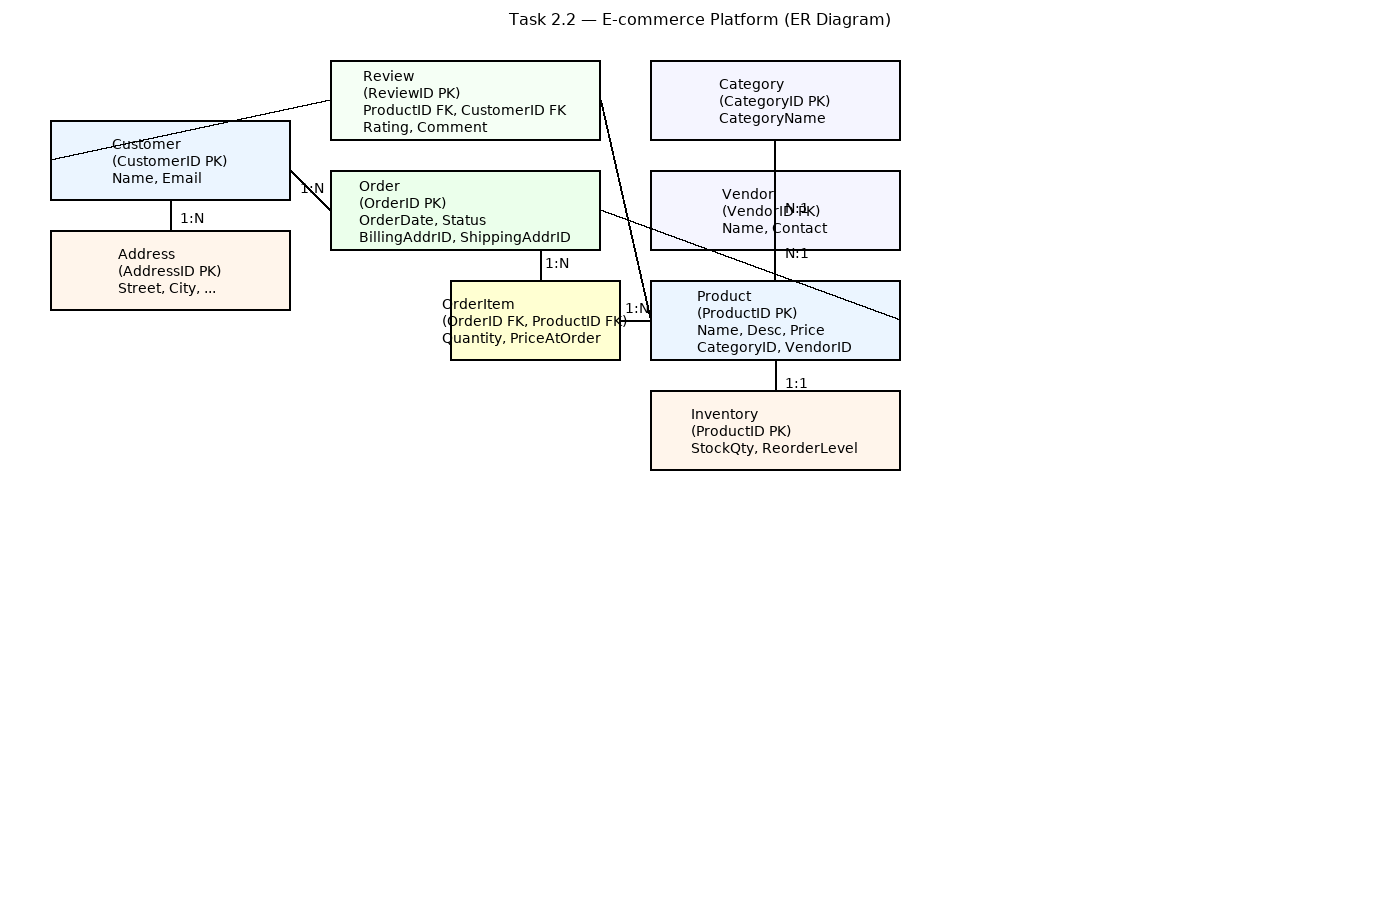 Task 2.2 — E-commerce Platform (ER Diagram)
Review
(ReviewID PK)
ProductID FK, CustomerID FK
Rating, Comment
Category
(CategoryID PK)
CategoryName
Customer
(CustomerID PK)
Name, Email
1:N
Order
(OrderID PK)
OrderDate, Status
BillingAddrID, ShippingAddrID
Vendor
(VendorID PK)
Name, Contact
N:1
N:1
1:N
Address
(AddressID PK)
Street, City, ...
1:N
OrderItem
(OrderID FK, ProductID FK)
Quantity, PriceAtOrder
1:N
Product
(ProductID PK)
Name, Desc, Price
CategoryID, VendorID
1:1
Inventory
(ProductID PK)
StockQty, ReorderLevel